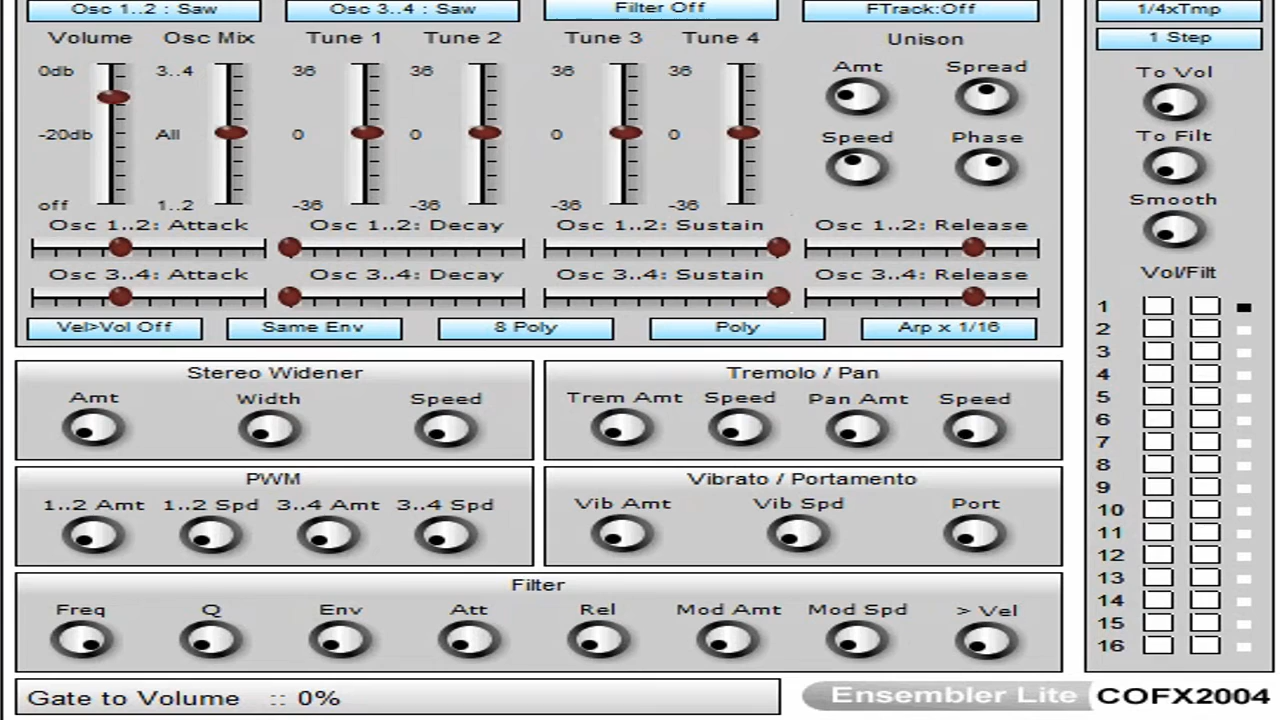 Osc 1..2 : Saw Osc 3..4 : Saw Filter Off FTrack:Off 1/4xTmp
1 Step
Volume Osc Mix Tune 1 Tune 2 Tune 3 Tune 4 Unison
0db 3..4 36 36 36 36 Amt Spread To Vol
-20db All 0 0 0 0 Speed Phase To Filt
off 1..2 -36 -36 -36 -36 Smooth
Osc 1..2: Attack Osc 1..2: Decay Osc 1..2: Sustain Osc 1..2: Release
Osc 3..4: Attack Osc 3..4: Decay Osc 3..4: Sustain Osc 3..4: Release Vol/Filt
Vel>Vol Off Same Env 8 Poly Poly Arp x 1/16
1
2
3
4
5
6
7
8
9
10
11
12
13
14
15
16
Stereo Widener
Amt Width Speed
Tremolo / Pan
Trem Amt Speed Pan Amt Speed
PWM
1..2 Amt 1..2 Spd 3..4 Amt 3..4 Spd
Vibrato / Portamento
Vib Amt Vib Spd Port
Filter
Freq Q Env Att Rel Mod Amt Mod Spd > Vel
Gate to Volume :: 0%
Ensembler Lite COFX2004